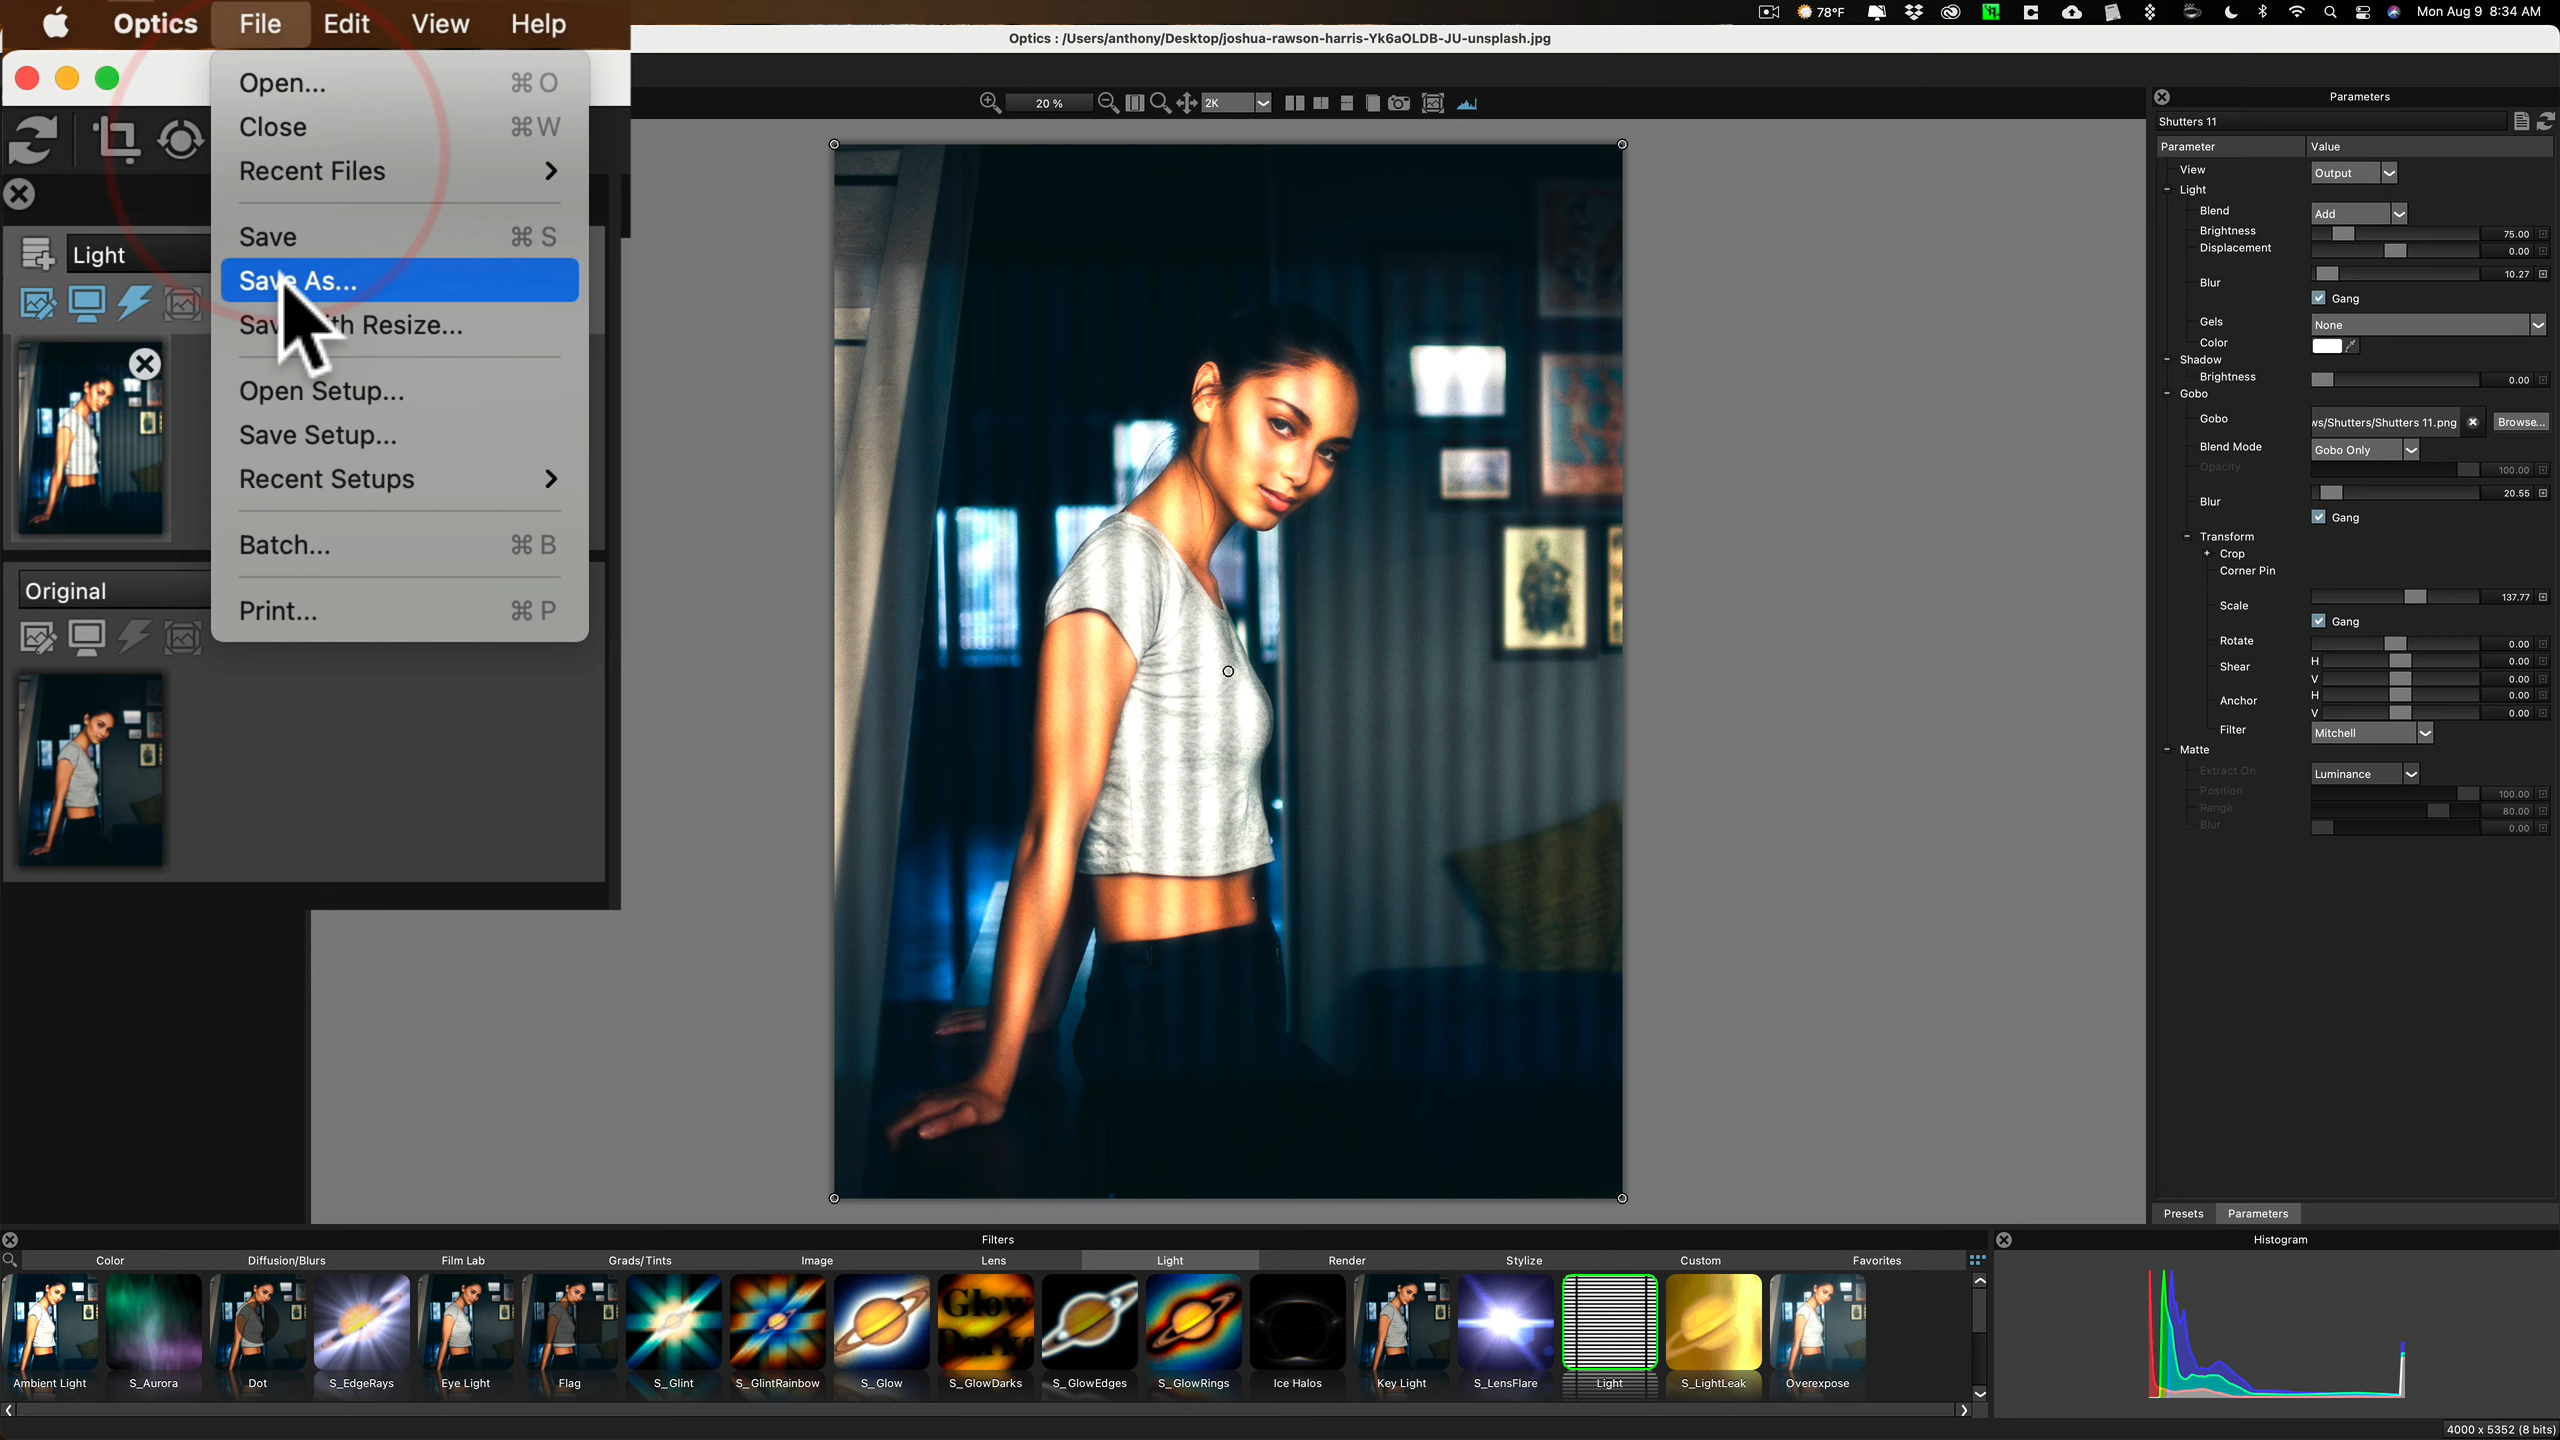 Optics File Edit View Help
78°F Mon Aug 9 8:34 AM
Optics : /Users/anthony/Desktop/joshua-rawson-harris-Yk6aOLDB-JU-unsplash.jpg
Open... ⌘ O
Close ⌘ W
Recent Files
Save ⌘ S
Save As...
Resize...
Open Setup...
Save Setup...
Recent Setups
Batch... ⌘ B
Print... ⌘ P
Light
Original
20 %
2K
Parameters
Shutters 11
Parameter Value
View Output
Light
Blend Add
Brightness 75.00
Displacement 0.00
Blur 10.27
Gang
Gels None
Color
Shadow
Brightness 0.00
Gobo
Gobo ws/Shutters/Shutters 11.png Browse...
Blend Mode Gobo Only
Opacity 100.00
Blur 20.55
Gang
Transform
Crop
Corner Pin
Scale 137.77
Gang
Rotate 0.00
Shear H 0.00
V 0.00
Anchor H 0.00
V 0.00
Filter Mitchell
Matte
Extract On Luminance
Position 100.00
Range 80.00
Blur 0.00
Presets Parameters
Filters
Color Diffusion/Blurs Film Lab Grads/Tints Image Lens Light Render Stylize Custom Favorites
Glow
Darks
Ambient Light S_Aurora Dot S_EdgeRays Eye Light Flag S_Glint S_GlintRainbow S_Glow S_GlowDarks S_GlowEdges S_GlowRings Ice Halos Key Light S_LensFlare Light S_LightLeak Overexpose
Histogram
4000 x 5352 (8 bits)